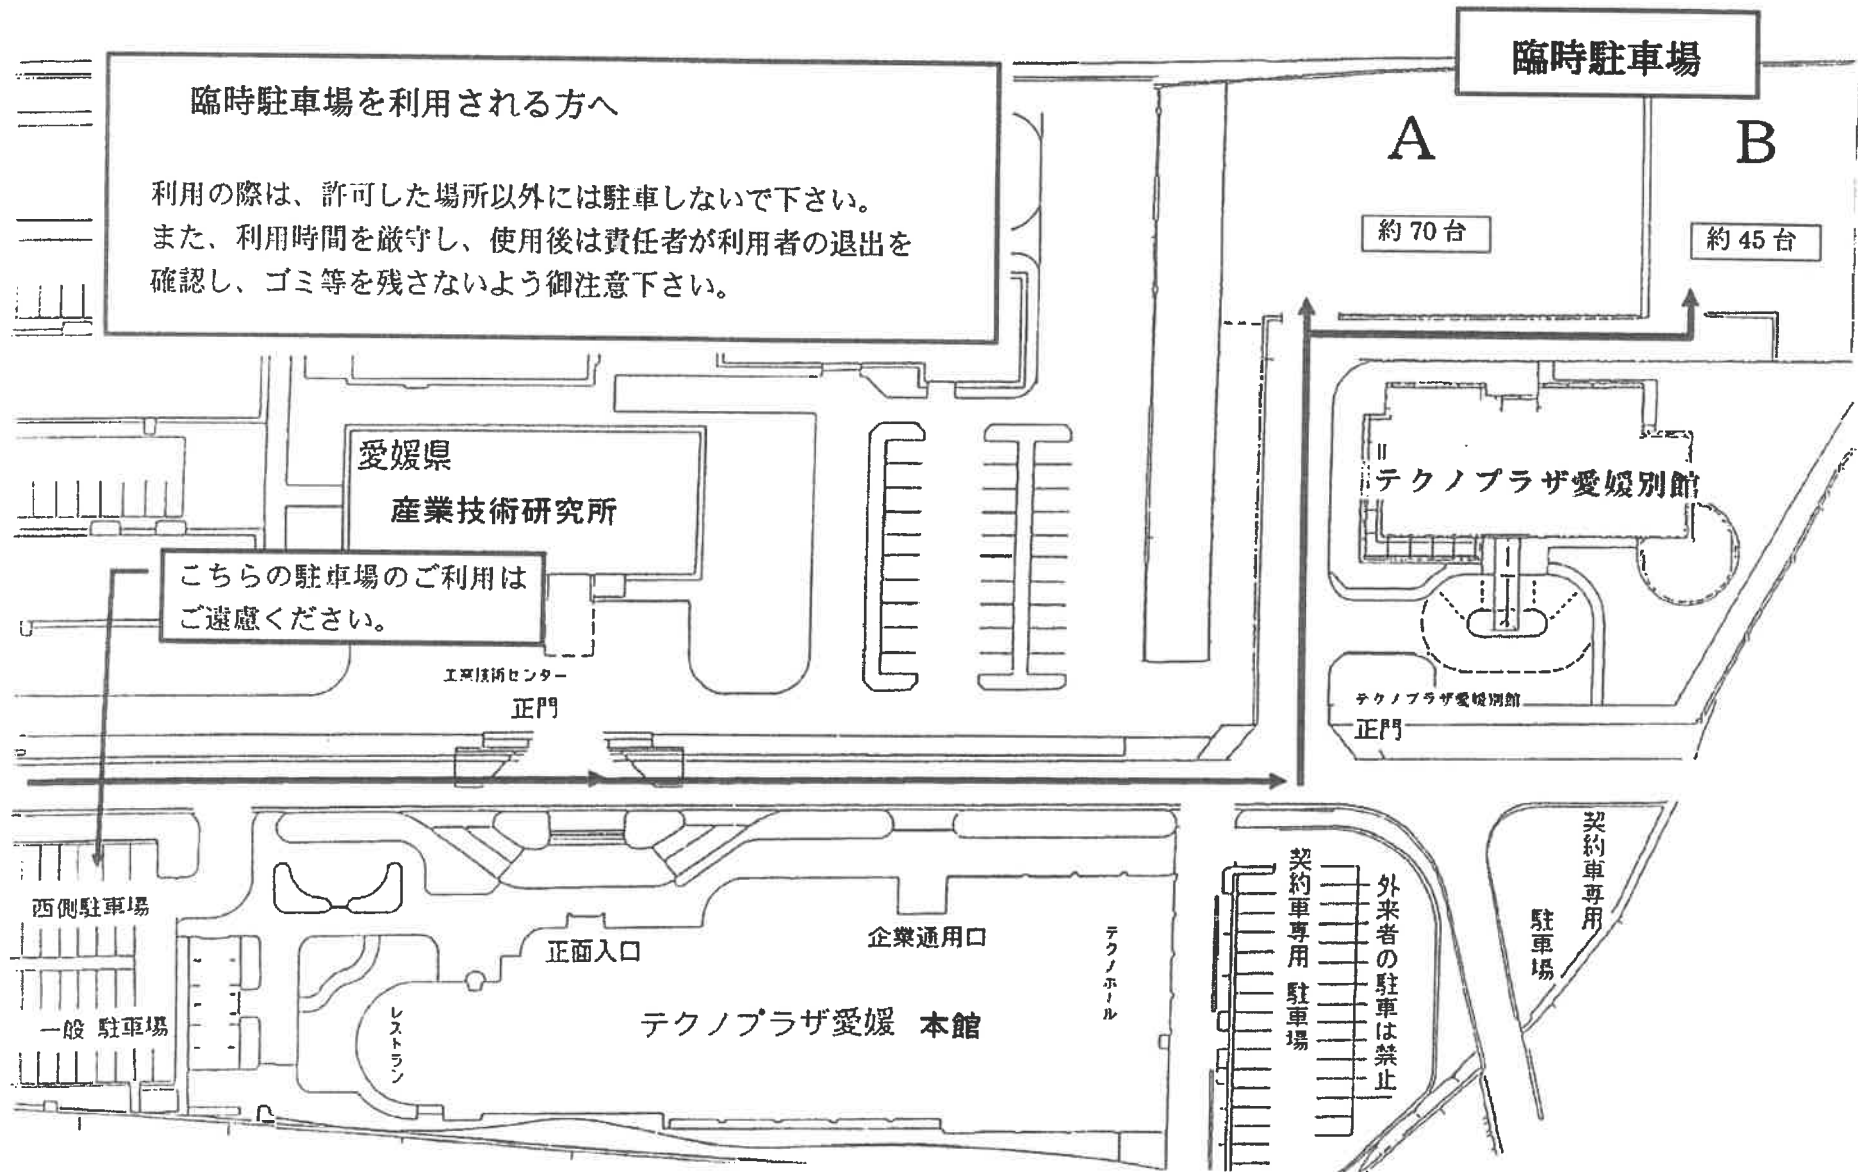 臨時駐車場
臨時駐車場を利用される方へ
利用の際は、許可した場所以外には駐車しないで下さい。
また、利用時間を厳守し、使用後は責任者が利用者の退出を
確認し、ゴミ等を残さないよう御注意下さい。
A
B
約 70 台
約 45 台
愛媛県
産業技術研究所
テクノプラザ愛媛別館
こちらの駐車場のご利用は
ご遠慮ください。
工業技術センター
正門
テクノプラザ愛媛別館
正門
西側駐車場
一般 駐車場
正面入口
企業通用口
テクノホール
レストラン
テクノプラザ愛媛 本館
契約車専用 駐車場
外来者の駐車は禁止
契約車専用
駐車場